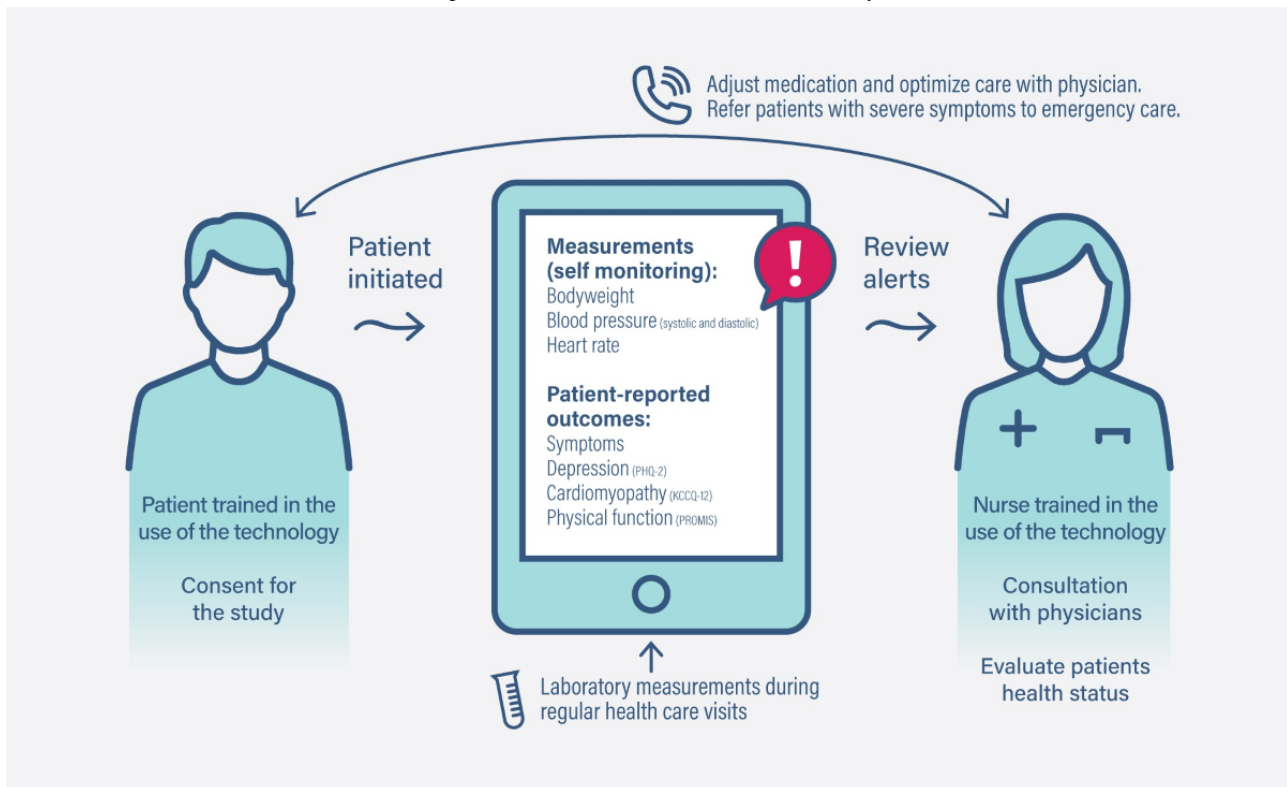 Adjust medication and optimize care with physician.
Refer patients with severe symptoms to emergency care.
Patient
initiated
Measurements
(self monitoring):
Bodyweight
Blood pressure (systolic and diastolic)
Heart rate
Patient-reported
outcomes:
Symptoms
Depression (PHQ-2)
Cardiomyopathy (KCCQ-12)
Physical function (PROMIS)
!
Review
alerts
Patient trained in the
use of the technology
Consent for
the study
Nurse trained in the
use of the technology
Consultation
with physicians
Evaluate patients
health status
Laboratory measurements during
regular health care visits